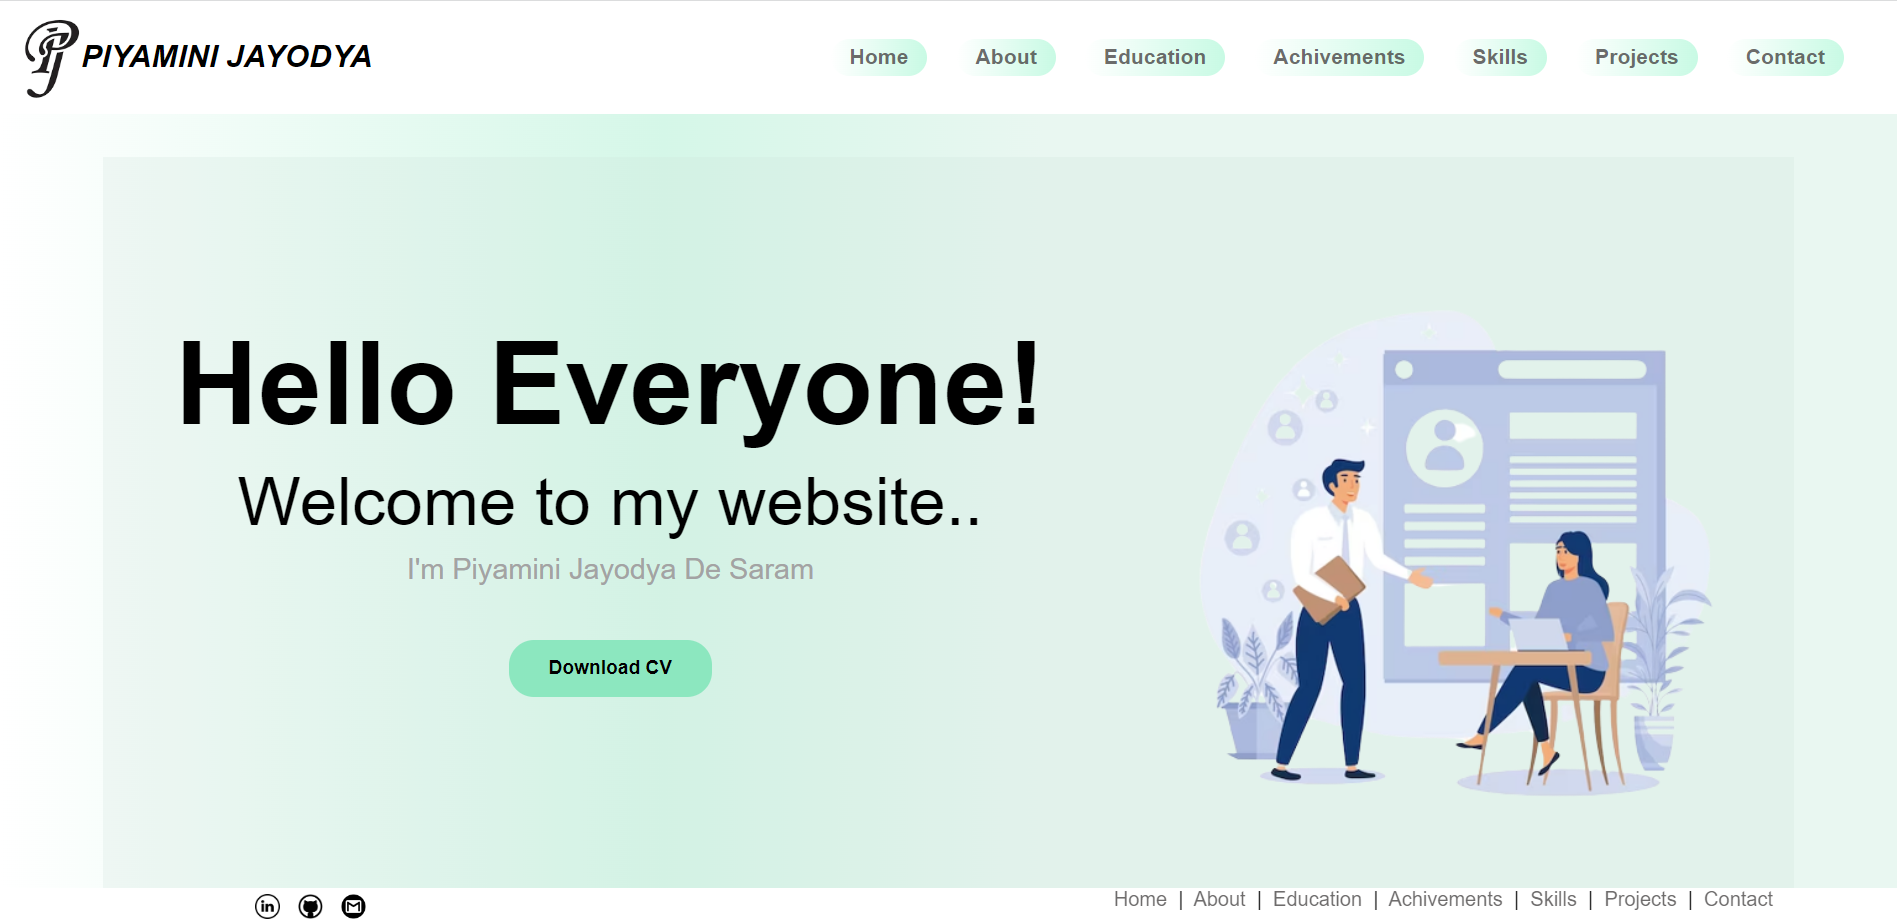 PJ PIYAMINI JAYODYA
Home About Education Achivements Skills Projects Contact
Hello Everyone!
Welcome to my website..
I'm Piyamini Jayodya De Saram
Download CV
in
Home | About | Education | Achivements | Skills | Projects | Contact